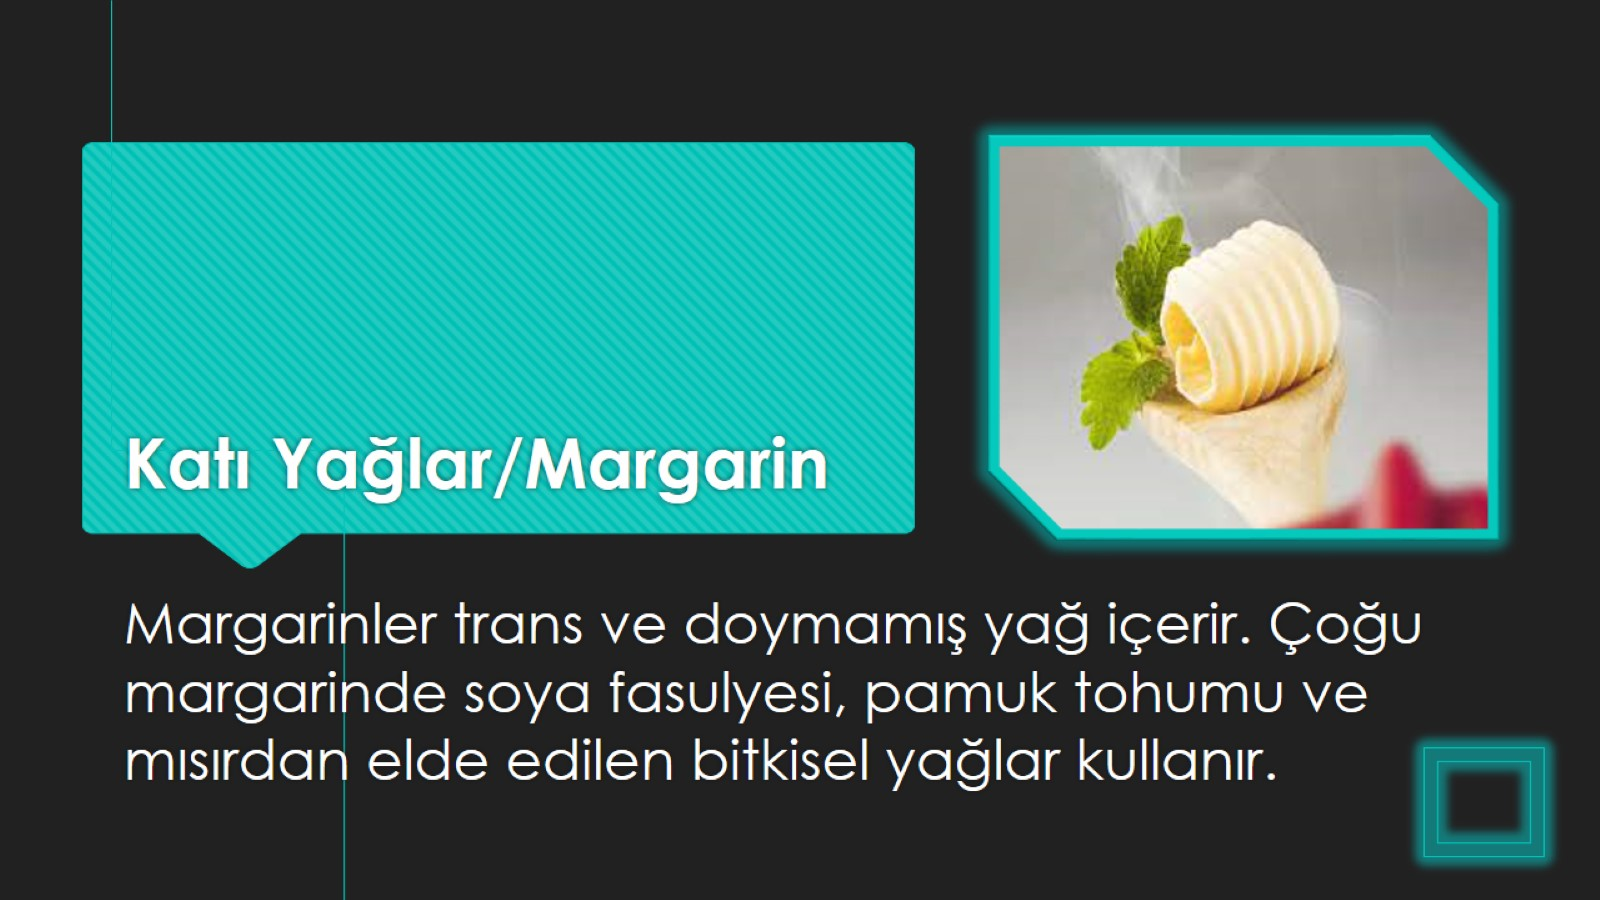 Katı Yağlar/Margarin
Margarinler trans ve doymamış yağ içerir. Çoğu
margarinde soya fasulyesi, pamuk tohumu ve
mısırdan elde edilen bitkisel yağlar kullanır.